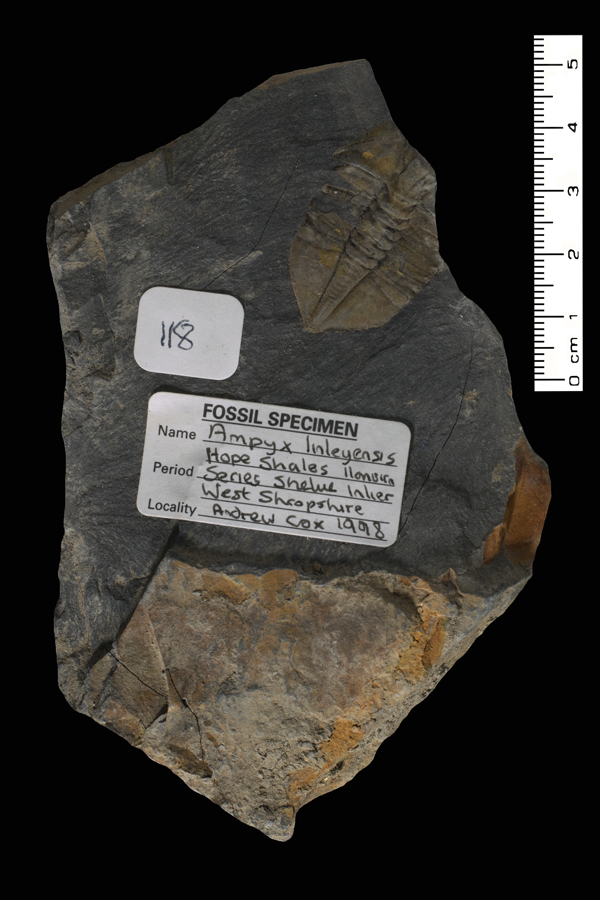 5
4
3
2
1
0 cm
118
FOSSIL SPECIMEN
Name Ampyx Inleyensis
Hope Shales llanvirn
Period Series Shelve Inlier
West Shropshire
Locality Andrew Cox 1998